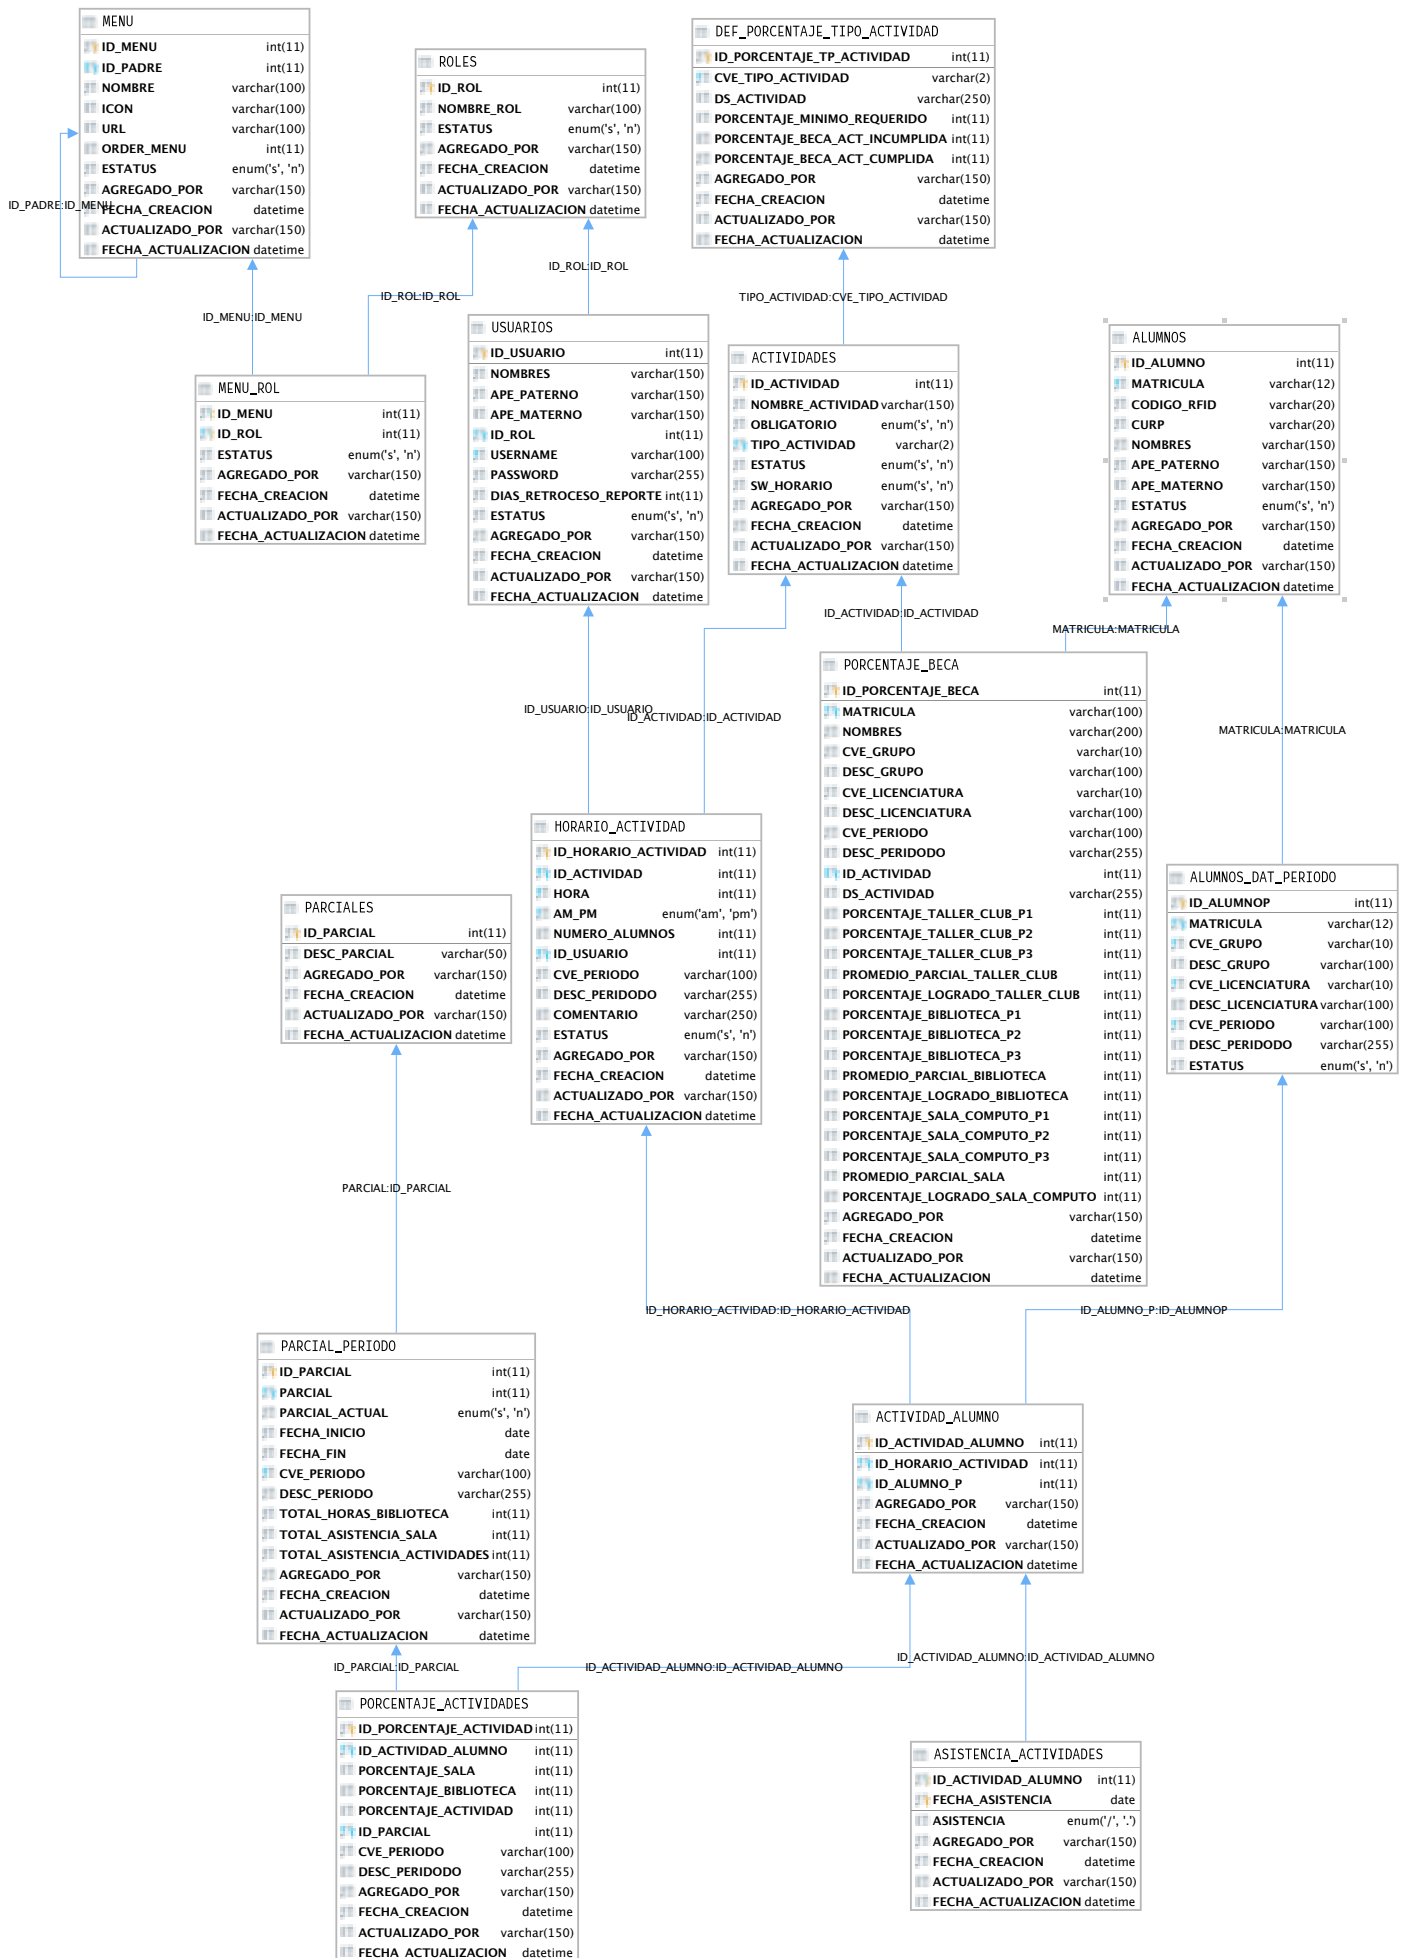 MENU
ID_MENU int(11)
ID_PADRE int(11)
NOMBRE varchar(100)
ICON varchar(100)
URL varchar(100)
ORDER_MENU int(11)
ESTATUS enum('s', 'n')
AGREGADO_POR varchar(150)
FECHA_CREACION datetime
ACTUALIZADO_POR varchar(150)
FECHA_ACTUALIZACION datetime
ID_PADRE:ID_MENU
ROLES
ID_ROL int(11)
NOMBRE_ROL varchar(100)
ESTATUS enum('s', 'n')
AGREGADO_POR varchar(150)
FECHA_CREACION datetime
ACTUALIZADO_POR varchar(150)
FECHA_ACTUALIZACION datetime
DEF_PORCENTAJE_TIPO_ACTIVIDAD
ID_PORCENTAJE_TP_ACTIVIDAD int(11)
CVE_TIPO_ACTIVIDAD varchar(2)
DS_ACTIVIDAD varchar(250)
PORCENTAJE_MINIMO_REQUERIDO int(11)
PORCENTAJE_BECA_ACT_INCUMPLIDA int(11)
PORCENTAJE_BECA_ACT_CUMPLIDA int(11)
AGREGADO_POR varchar(150)
FECHA_CREACION datetime
ACTUALIZADO_POR varchar(150)
FECHA_ACTUALIZACION datetime
ID_ROL:ID_ROL
ID_ROL:ID_ROL
TIPO_ACTIVIDAD:CVE_TIPO_ACTIVIDAD
ID_MENU:ID_MENU
MENU_ROL
ID_MENU int(11)
ID_ROL int(11)
ESTATUS enum('s', 'n')
AGREGADO_POR varchar(150)
FECHA_CREACION datetime
ACTUALIZADO_POR varchar(150)
FECHA_ACTUALIZACION datetime
USUARIOS
ID_USUARIO int(11)
NOMBRES varchar(150)
APE_PATERNO varchar(150)
APE_MATERNO varchar(150)
ID_ROL int(11)
USERNAME varchar(100)
PASSWORD varchar(255)
DIAS_RETROCESO_REPORTE int(11)
ESTATUS enum('s', 'n')
AGREGADO_POR varchar(150)
FECHA_CREACION datetime
ACTUALIZADO_POR varchar(150)
FECHA_ACTUALIZACION datetime
ACTIVIDADES
ID_ACTIVIDAD int(11)
NOMBRE_ACTIVIDAD varchar(150)
OBLIGATORIO enum('s', 'n')
TIPO_ACTIVIDAD varchar(2)
ESTATUS enum('s', 'n')
SW_HORARIO enum('s', 'n')
AGREGADO_POR varchar(150)
FECHA_CREACION datetime
ACTUALIZADO_POR varchar(150)
FECHA_ACTUALIZACION datetime
ALUMNOS
ID_ALUMNO int(11)
MATRICULA varchar(12)
CODIGO_RFID varchar(20)
CURP varchar(20)
NOMBRES varchar(150)
APE_PATERNO varchar(150)
APE_MATERNO varchar(150)
ESTATUS enum('s', 'n')
AGREGADO_POR varchar(150)
FECHA_CREACION datetime
ACTUALIZADO_POR varchar(150)
FECHA_ACTUALIZACION datetime
ID_ACTIVIDAD:ID_ACTIVIDAD
MATRICULA:MATRICULA
ID_USUARIO:ID_USUARIO
ID_ACTIVIDAD:ID_ACTIVIDAD
MATRICULA:MATRICULA
PORCENTAJE_BECA
ID_PORCENTAJE_BECA int(11)
MATRICULA varchar(100)
NOMBRES varchar(200)
CVE_GRUPO varchar(10)
DESC_GRUPO varchar(100)
CVE_LICENCIATURA varchar(10)
DESC_LICENCIATURA varchar(100)
CVE_PERIODO varchar(100)
DESC_PERIDODO varchar(255)
ID_ACTIVIDAD int(11)
DS_ACTIVIDAD varchar(255)
PORCENTAJE_TALLER_CLUB_P1 int(11)
PORCENTAJE_TALLER_CLUB_P2 int(11)
PORCENTAJE_TALLER_CLUB_P3 int(11)
PROMEDIO_PARCIAL_TALLER_CLUB int(11)
PORCENTAJE_LOGRADO_TALLER_CLUB int(11)
PORCENTAJE_BIBLIOTECA_P1 int(11)
PORCENTAJE_BIBLIOTECA_P2 int(11)
PORCENTAJE_BIBLIOTECA_P3 int(11)
PROMEDIO_PARCIAL_BIBLIOTECA int(11)
PORCENTAJE_LOGRADO_BIBLIOTECA int(11)
PORCENTAJE_SALA_COMPUTO_P1 int(11)
PORCENTAJE_SALA_COMPUTO_P2 int(11)
PORCENTAJE_SALA_COMPUTO_P3 int(11)
PROMEDIO_PARCIAL_SALA int(11)
PORCENTAJE_LOGRADO_SALA_COMPUTO int(11)
AGREGADO_POR varchar(150)
FECHA_CREACION datetime
ACTUALIZADO_POR varchar(150)
FECHA_ACTUALIZACION datetime
HORARIO_ACTIVIDAD
ID_HORARIO_ACTIVIDAD int(11)
ID_ACTIVIDAD int(11)
HORA int(11)
AM_PM enum('am', 'pm')
NUMERO_ALUMNOS int(11)
ID_USUARIO int(11)
CVE_PERIODO varchar(100)
DESC_PERIDODO varchar(255)
COMENTARIO varchar(250)
ESTATUS enum('s', 'n')
AGREGADO_POR varchar(150)
FECHA_CREACION datetime
ACTUALIZADO_POR varchar(150)
FECHA_ACTUALIZACION datetime
ALUMNOS_DAT_PERIODO
ID_ALUMNOP int(11)
MATRICULA varchar(12)
CVE_GRUPO varchar(10)
DESC_GRUPO varchar(100)
CVE_LICENCIATURA varchar(10)
DESC_LICENCIATURA varchar(100)
CVE_PERIODO varchar(100)
DESC_PERIDODO varchar(255)
ESTATUS enum('s', 'n')
PARCIALES
ID_PARCIAL int(11)
DESC_PARCIAL varchar(50)
AGREGADO_POR varchar(150)
FECHA_CREACION datetime
ACTUALIZADO_POR varchar(150)
FECHA_ACTUALIZACION datetime
PARCIAL:ID_PARCIAL
ID_HORARIO_ACTIVIDAD:ID_HORARIO_ACTIVIDAD
ID_ALUMNO_P:ID_ALUMNOP
PARCIAL_PERIODO
ID_PARCIAL int(11)
PARCIAL int(11)
PARCIAL_ACTUAL enum('s', 'n')
FECHA_INICIO date
FECHA_FIN date
CVE_PERIODO varchar(100)
DESC_PERIODO varchar(255)
TOTAL_HORAS_BIBLIOTECA int(11)
TOTAL_ASISTENCIA_SALA int(11)
TOTAL_ASISTENCIA_ACTIVIDADES int(11)
AGREGADO_POR varchar(150)
FECHA_CREACION datetime
ACTUALIZADO_POR varchar(150)
FECHA_ACTUALIZACION datetime
ACTIVIDAD_ALUMNO
ID_ACTIVIDAD_ALUMNO int(11)
ID_HORARIO_ACTIVIDAD int(11)
ID_ALUMNO_P int(11)
AGREGADO_POR varchar(150)
FECHA_CREACION datetime
ACTUALIZADO_POR varchar(150)
FECHA_ACTUALIZACION datetime
ID_PARCIAL:ID_PARCIAL
ID_ACTIVIDAD_ALUMNO:ID_ACTIVIDAD_ALUMNO
ID_ACTIVIDAD_ALUMNO:ID_ACTIVIDAD_ALUMNO
PORCENTAJE_ACTIVIDADES
ID_PORCENTAJE_ACTIVIDAD int(11)
ID_ACTIVIDAD_ALUMNO int(11)
PORCENTAJE_SALA int(11)
PORCENTAJE_BIBLIOTECA int(11)
PORCENTAJE_ACTIVIDAD int(11)
ID_PARCIAL int(11)
CVE_PERIODO varchar(100)
DESC_PERIDODO varchar(255)
AGREGADO_POR varchar(150)
FECHA_CREACION datetime
ACTUALIZADO_POR varchar(150)
FECHA_ACTUALIZACION datetime
ASISTENCIA_ACTIVIDADES
ID_ACTIVIDAD_ALUMNO int(11)
FECHA_ASISTENCIA date
ASISTENCIA enum('/', '.')
AGREGADO_POR varchar(150)
FECHA_CREACION datetime
ACTUALIZADO_POR varchar(150)
FECHA_ACTUALIZACION datetime